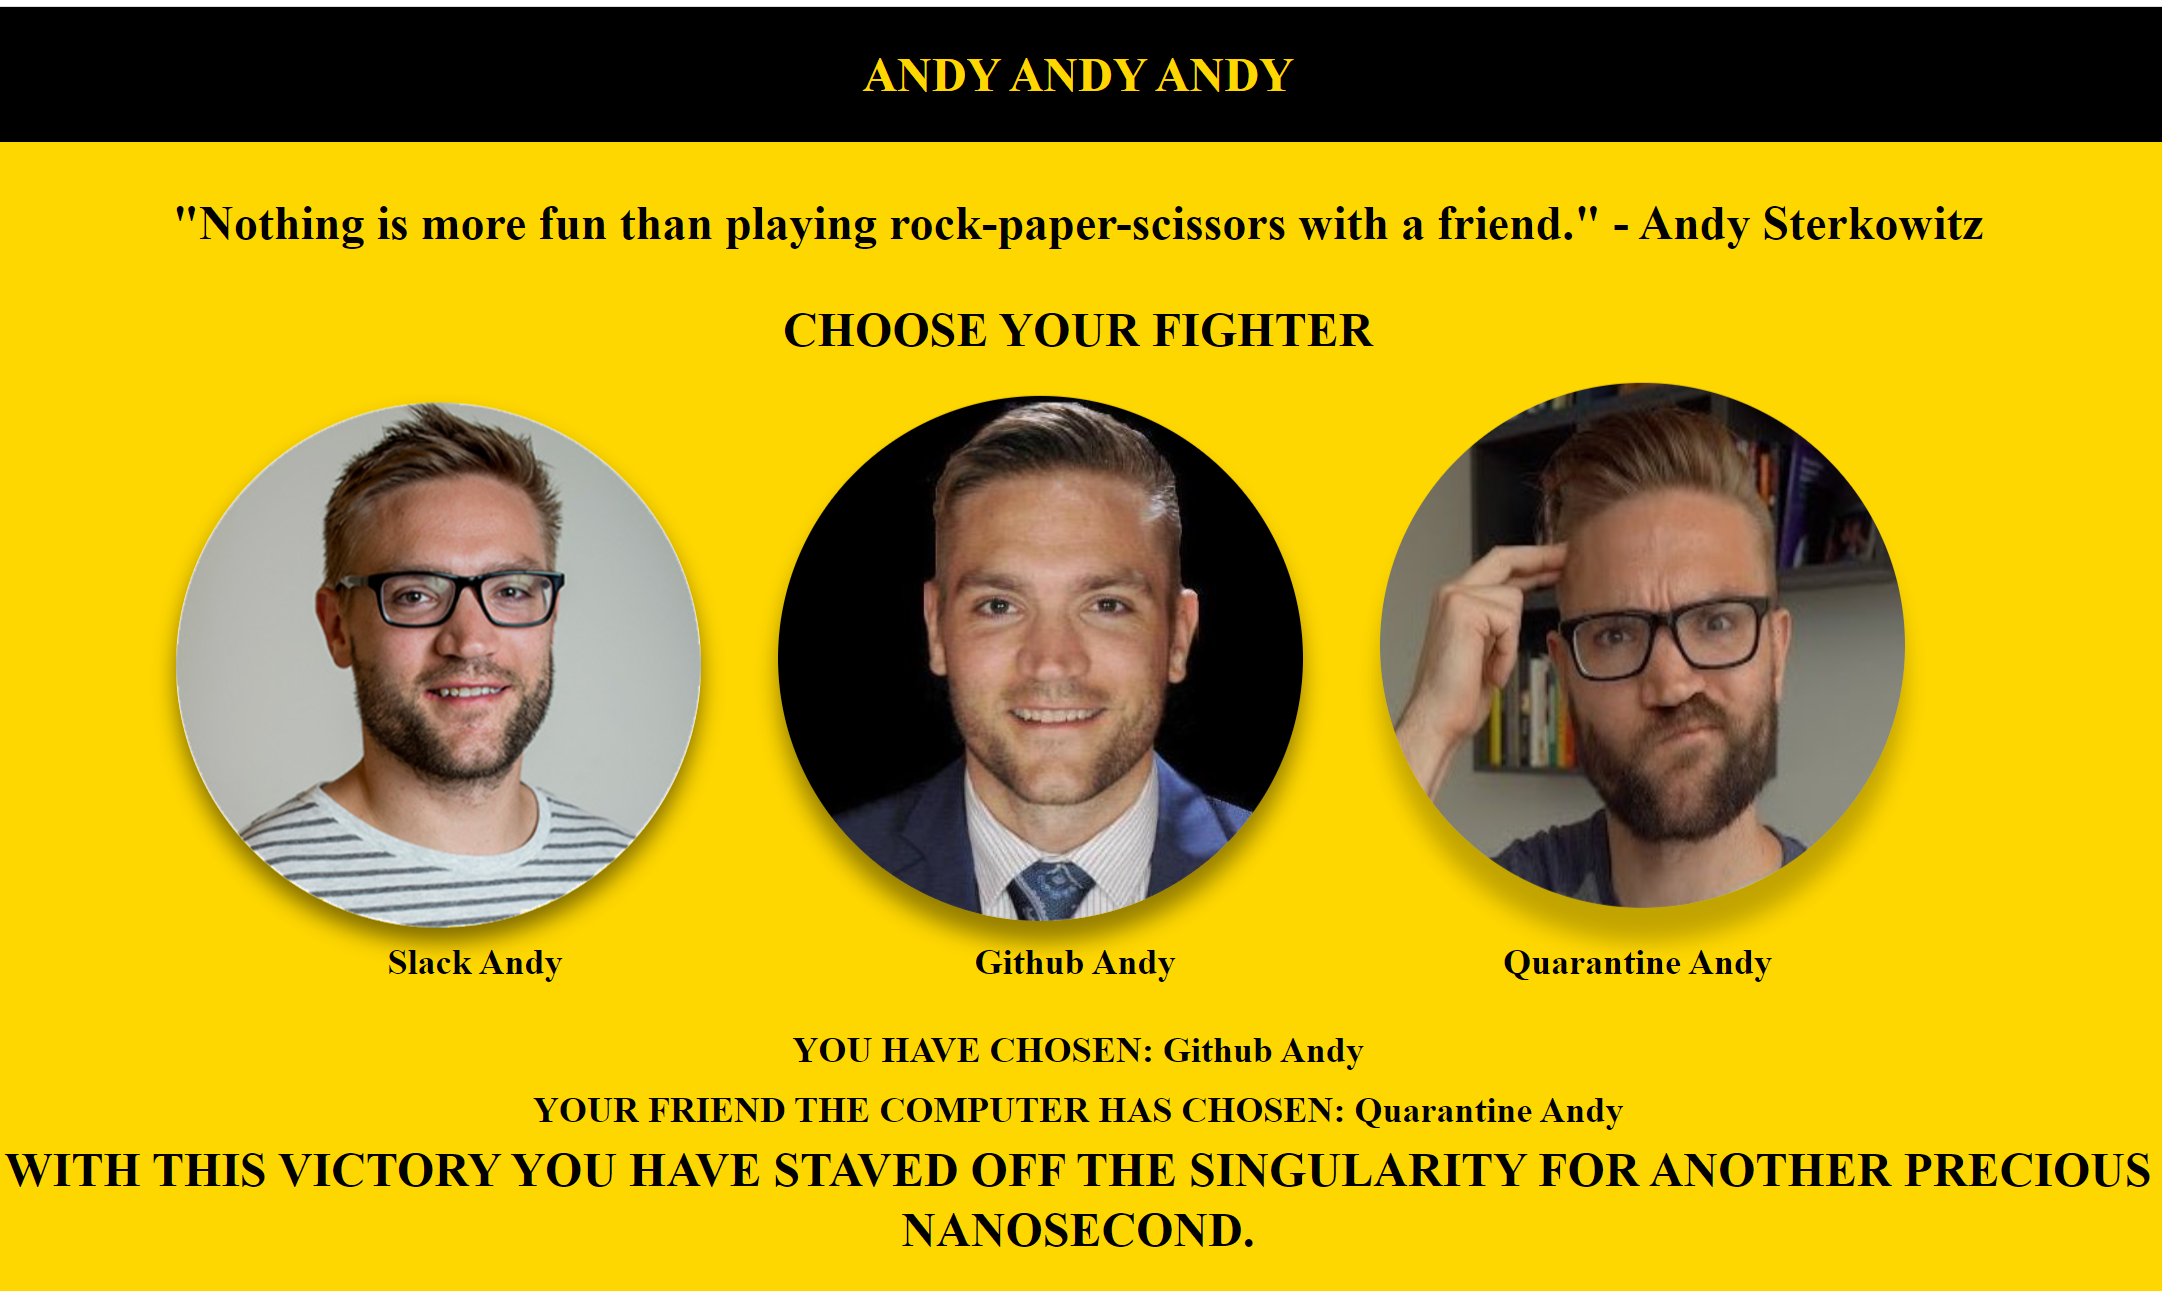 ANDY ANDY ANDY
"Nothing is more fun than playing rock-paper-scissors with a friend." - Andy Sterkowitz
CHOOSE YOUR FIGHTER
Slack Andy
Github Andy
Quarantine Andy
YOU HAVE CHOSEN: Github Andy
YOUR FRIEND THE COMPUTER HAS CHOSEN: Quarantine Andy
WITH THIS VICTORY YOU HAVE STAVED OFF THE SINGULARITY FOR ANOTHER PRECIOUS
NANOSECOND.